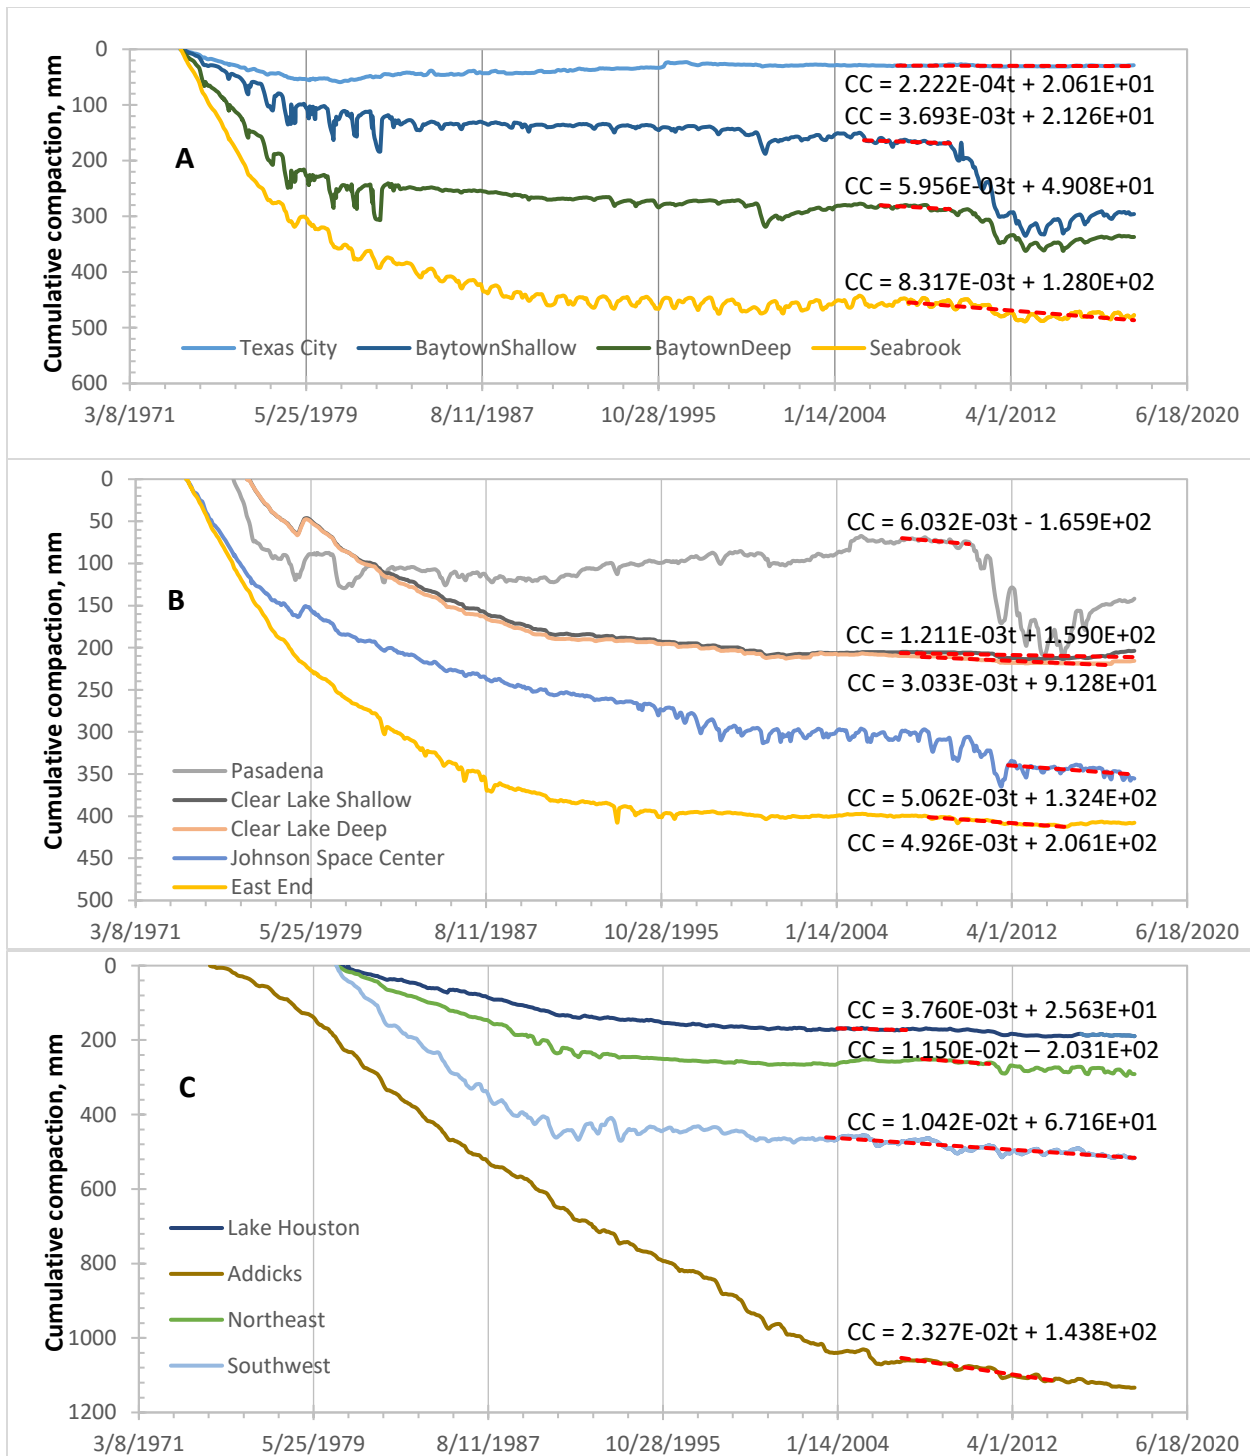 0
100
200
300
400
500
600
Cumulative compaction, mm
A
CC = 2.222E-04t + 2.061E+01
CC = 3.693E-03t + 2.126E+01
CC = 5.956E-03t + 4.908E+01
CC = 8.317E-03t + 1.280E+02
Texas City BaytownShallow BaytownDeep Seabrook
3/8/1971 5/25/1979 8/11/1987 10/28/1995 1/14/2004 4/1/2012 6/18/2020
0
50
100
150
200
250
300
350
400
450
500
Cumulative compaction, mm
B
CC = 6.032E-03t - 1.659E+02
CC = 1.211E-03t + 1.590E+02
CC = 3.033E-03t + 9.128E+01
CC = 5.062E-03t + 1.324E+02
CC = 4.926E-03t + 2.061E+02
Pasadena
Clear Lake Shallow
Clear Lake Deep
Johnson Space Center
East End
3/8/1971 5/25/1979 8/11/1987 10/28/1995 1/14/2004 4/1/2012 6/18/2020
0
200
400
600
800
1000
1200
Cumulative compaction, mm
C
CC = 3.760E-03t + 2.563E+01
CC = 1.150E-02t – 2.031E+02
CC = 1.042E-02t + 6.716E+01
CC = 2.327E-02t + 1.438E+02
Lake Houston
Addicks
Northeast
Southwest
3/8/1971 5/25/1979 8/11/1987 10/28/1995 1/14/2004 4/1/2012 6/18/2020